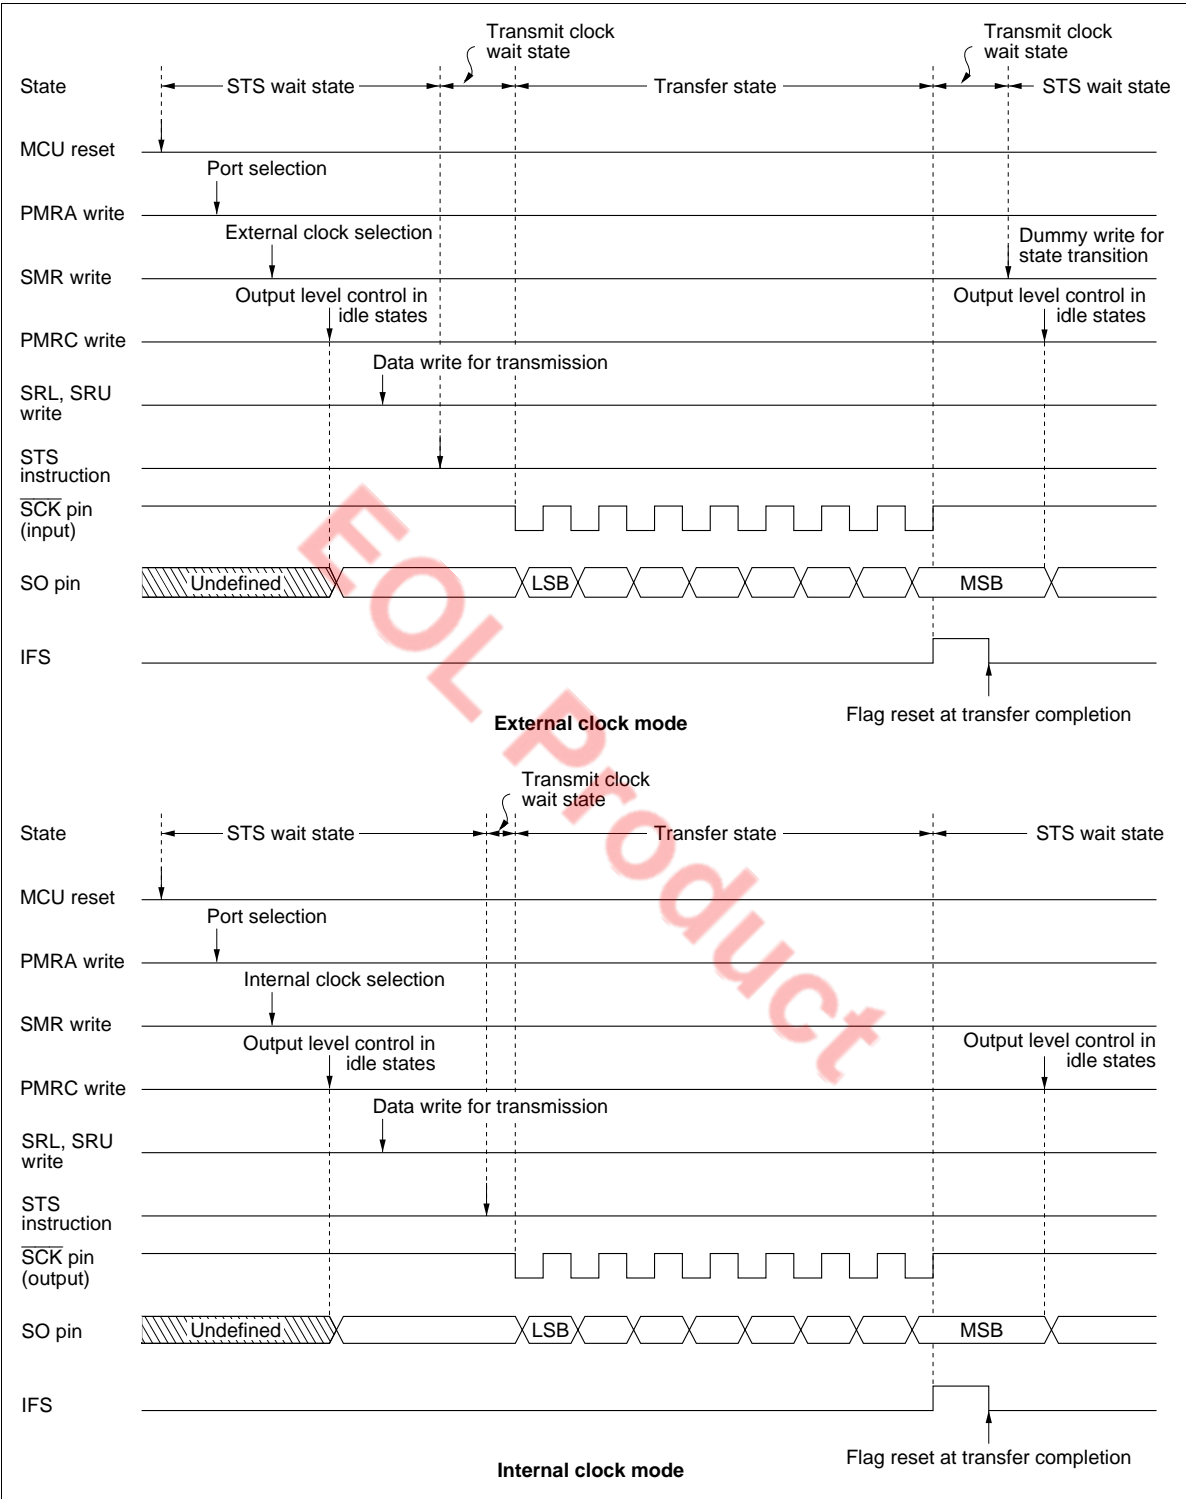 Transmit clock
wait state
Transmit clock
wait state
State
STS wait state
Transfer state
STS wait state
MCU reset
Port selection
PMRA write
External clock selection
Dummy write for
state transition
SMR write
Output level control in
idle states
Output level control in
idle states
PMRC write
Data write for transmission
SRL, SRU
write
STS
instruction
SCK pin
(input)
SO pin
Undefined
LSB
MSB
IFS
Flag reset at transfer completion
External clock mode
Transmit clock
wait state
State
STS wait state
Transfer state
STS wait state
MCU reset
Port selection
PMRA write
Internal clock selection
SMR write
Output level control in
idle states
Output level control in
idle states
PMRC write
Data write for transmission
SRL, SRU
write
STS
instruction
SCK pin
(output)
SO pin
Undefined
LSB
MSB
IFS
Flag reset at transfer completion
Internal clock mode
EOL Product